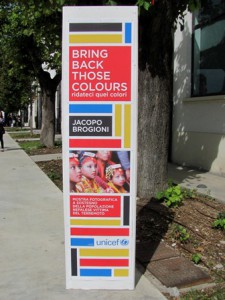 BRING
BACK
THOSE
COLOURS
ridateci quei colori
JACOPO
BROGIONI
MOSTRA FOTOGRAFICA
A SOSTEGNO
DELLA POPOLAZIONE
NEPALESE VITTIMA
DEL TERREMOTO
unicef